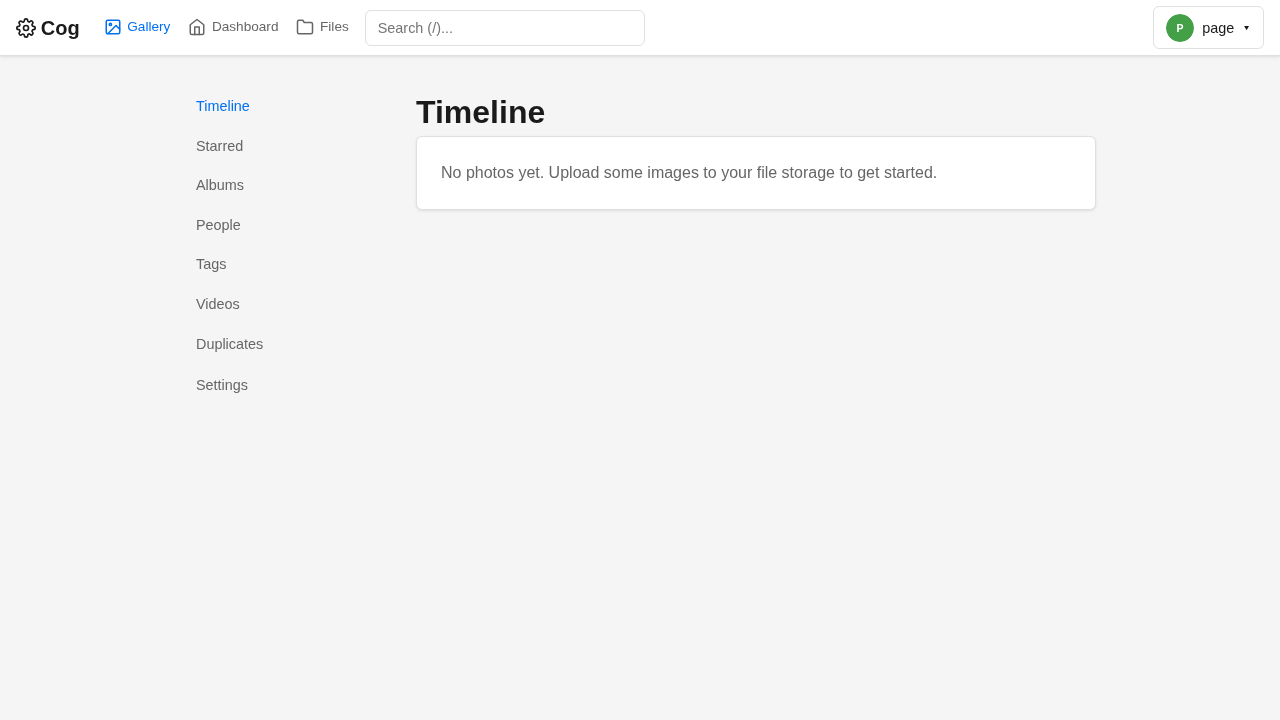 Cog
Gallery
Dashboard
Files
Search (/)...
P
page
Timeline
Starred
Albums
People
Tags
Videos
Duplicates
Settings
Timeline
No photos yet. Upload some images to your file storage to get started.